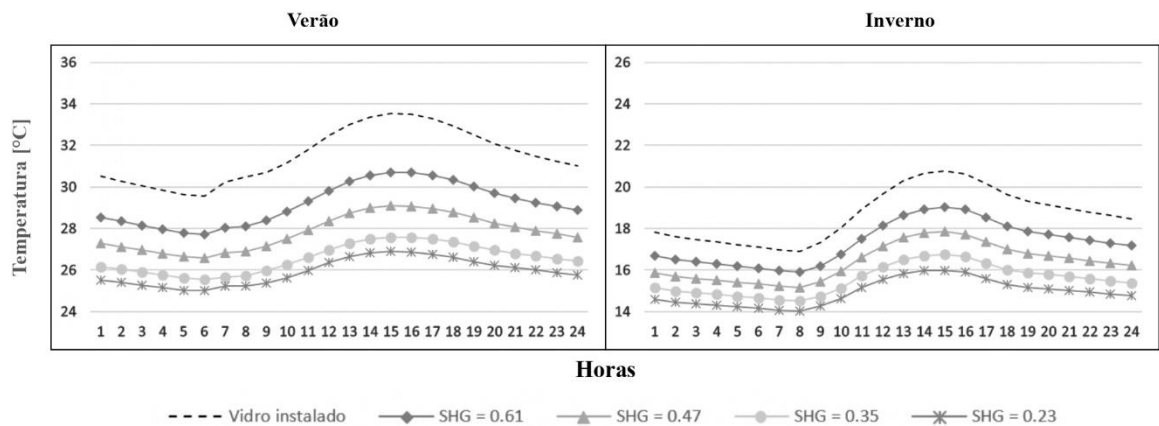 Verão
Inverno
Temperatura [°C]
36
34
32
30
28
26
24
1 2 3 4 5 6 7 8 9 10 11 12 13 14 15 16 17 18 19 20 21 22 23 24
26
24
22
20
18
16
14
1 2 3 4 5 6 7 8 9 10 11 12 13 14 15 16 17 18 19 20 21 22 23 24
Horas
Vidro instalado
SHG = 0.61
SHG = 0.47
SHG = 0.35
SHG = 0.23